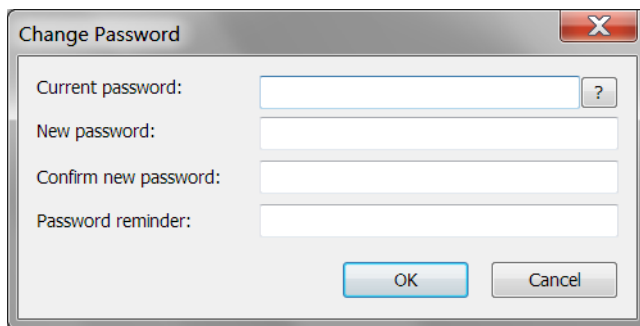 Change Password
Current password:
?
New password:
Confirm new password:
Password reminder:
OK Cancel